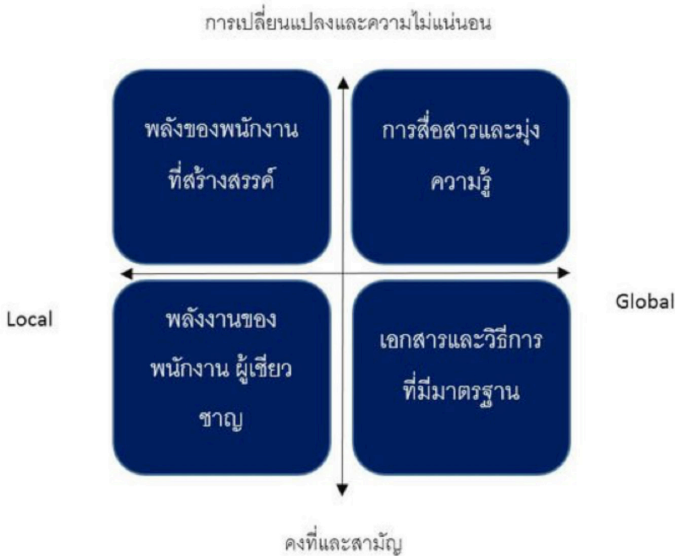 การเปลี่ยนแปลงและความไม่แน่นอน
พลังของพนักงาน
ที่สร้างสรรค์
การสื่อสารและมุ่ง
ความรู้
Local
Global
พลังงานของ
พนักงาน ผู้เชียว
ชาญ
เอกสารและวิธีการ
ที่มีมาตรฐาน
คงที่และสามัญ